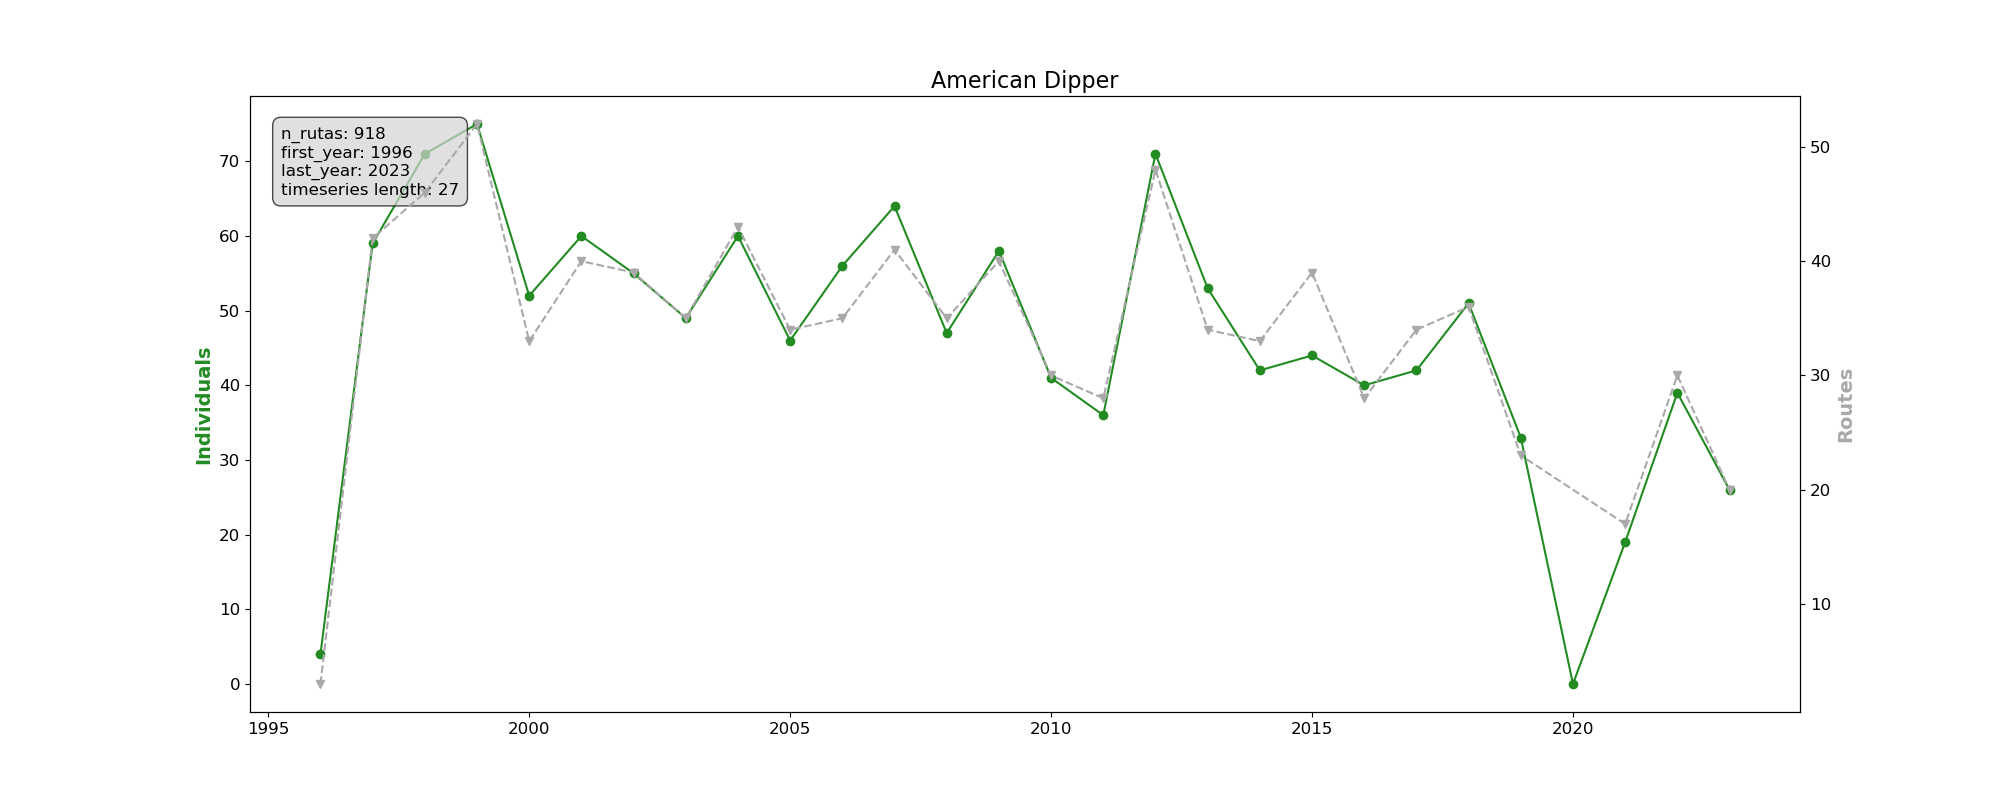 American Dipper
n_rutas: 918
first_year: 1996
last_year: 2023
timeseries length: 27
70
60
50
40
30
20
10
0
Individuals
50
40
30
20
10
Routes
1995 2000 2005 2010 2015 2020